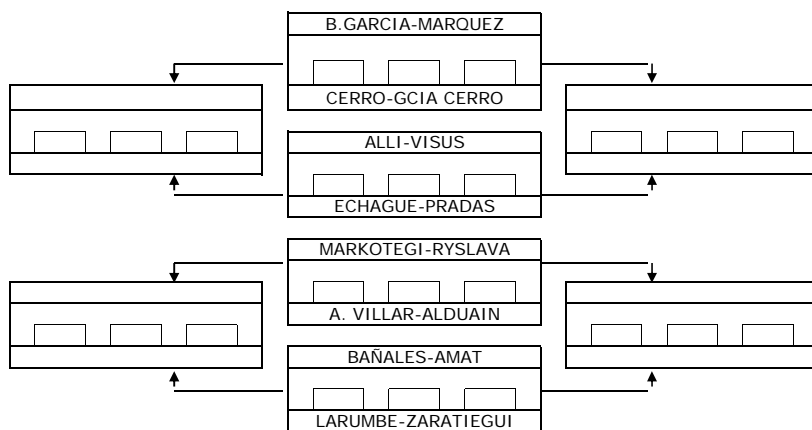 B.GARCIA-MARQUEZ
CERRO-GCIA CERRO
ALLI-VISUS
ECHAGUE-PRADAS
MARKOTEGI-RYSLAVA
A. VILLAR-ALDUAIN
BAÑALES-AMAT
LARUMBE-ZARATIEGUI